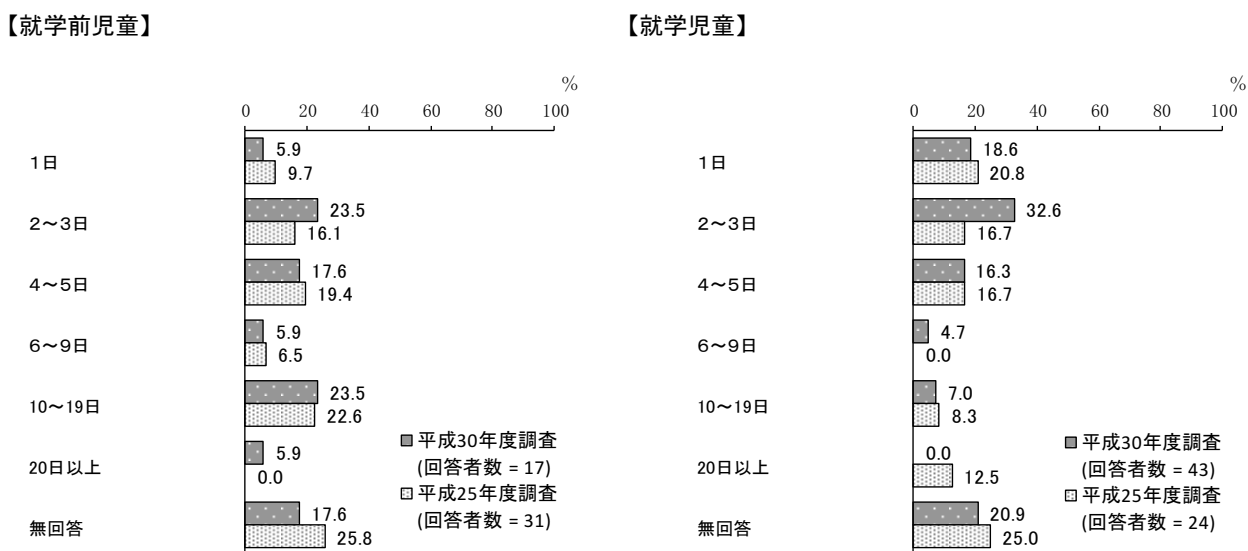 【就学前児童】
%
0 20 40 60 80 100
1日
5.9
9.7
2～3日
23.5
16.1
4～5日
17.6
19.4
6～9日
5.9
6.5
10～19日
23.5
22.6
20日以上
5.9
0.0
無回答
17.6
25.8
平成30年度調査
(回答者数 = 17)
平成25年度調査
(回答者数 = 31)
【就学児童】
%
0 20 40 60 80 100
1日
18.6
20.8
2～3日
32.6
16.7
4～5日
16.3
16.7
6～9日
4.7
0.0
10～19日
7.0
8.3
20日以上
0.0
12.5
無回答
20.9
25.0
平成30年度調査
(回答者数 = 43)
平成25年度調査
(回答者数 = 24)